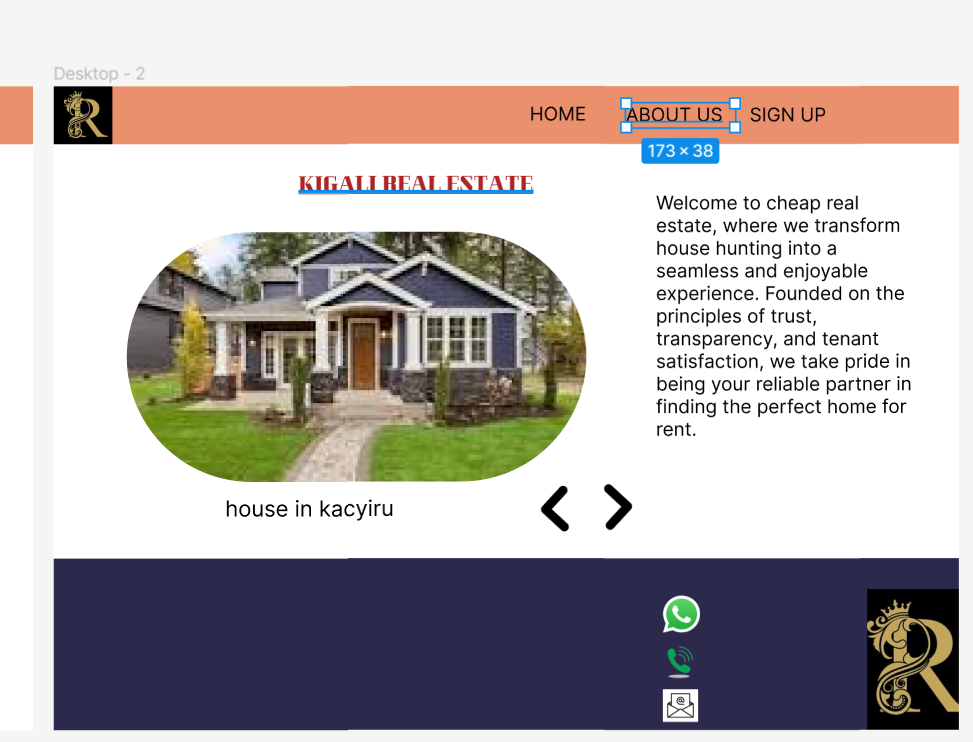 Desktop - 2
R
HOME ABOUT US SIGN UP
173 × 38
KIGALI REAL ESTATE
Welcome to cheap real
estate, where we transform
house hunting into a
seamless and enjoyable
experience. Founded on the
principles of trust,
transparency, and tenant
satisfaction, we take pride in
being your reliable partner in
finding the perfect home for
rent.
house in kacyiru
@
R